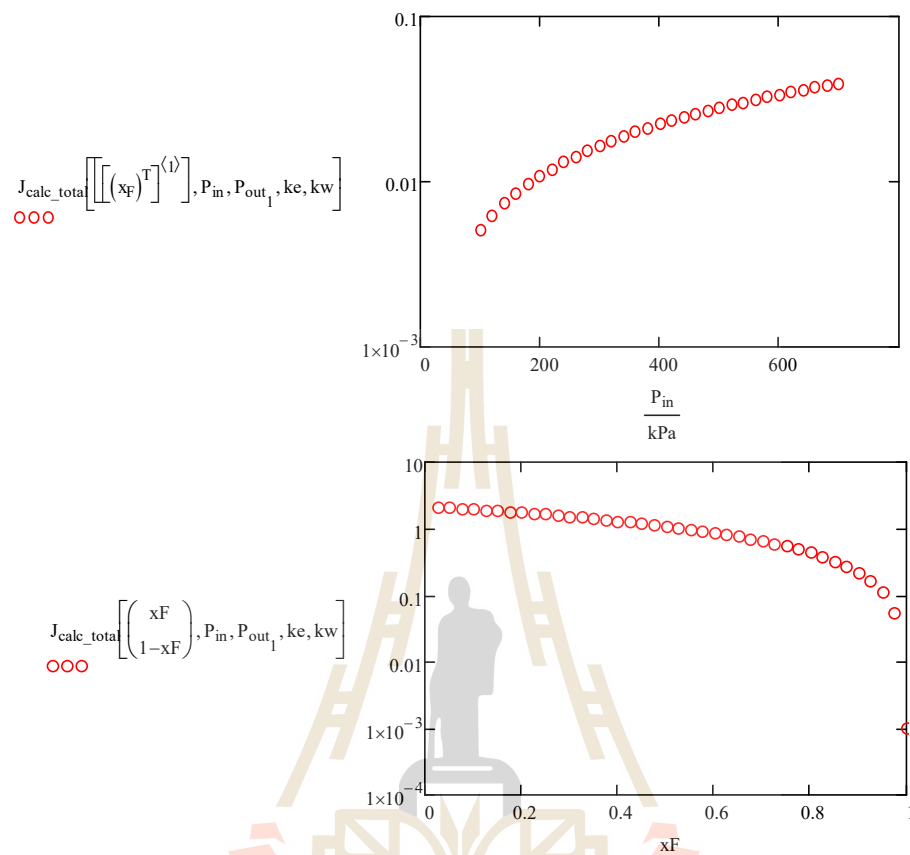 0.1
J_calc_total[[[(x_F)^T]^⟨1⟩], P_in, P_out_1, ke, kw]
0.01
1×10^-3
0 200 400 600
P_in
kPa
10
1
0.1
J_calc_total[(xF
1−xF), P_in, P_out_1, ke, kw]
0.01
1×10^-3
1×10^-4
0 0.2 0.4 0.6 0.8 1
xF